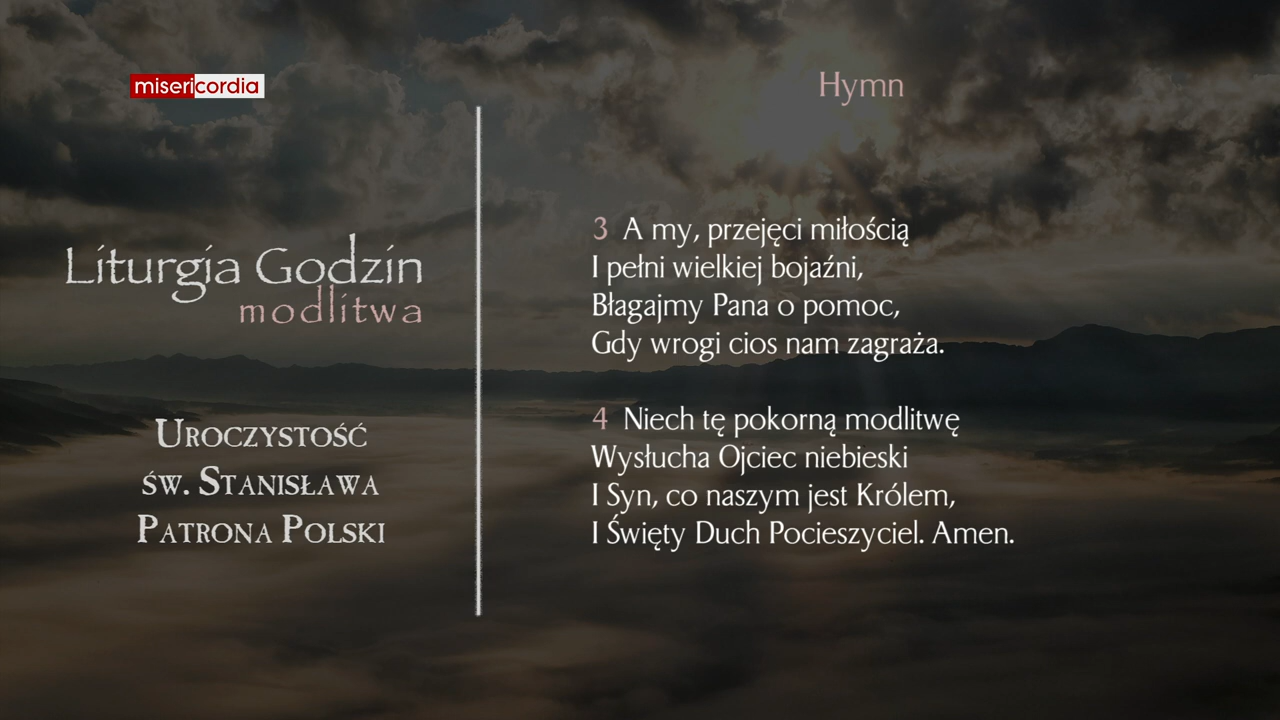 misericordia
Liturgia Godzin
modlitwa
Uroczystość
św. Stanisława
Patrona Polski
Hymn
3 A my, przejęci miłością
I pełni wielkiej bojaźni,
Błagajmy Pana o pomoc,
Gdy wrogi cios nam zagraża.
4 Niech tę pokorną modlitwę
Wysłucha Ojciec niebieski
I Syn, co naszym jest Królem,
I Święty Duch Pocieszyciel. Amen.